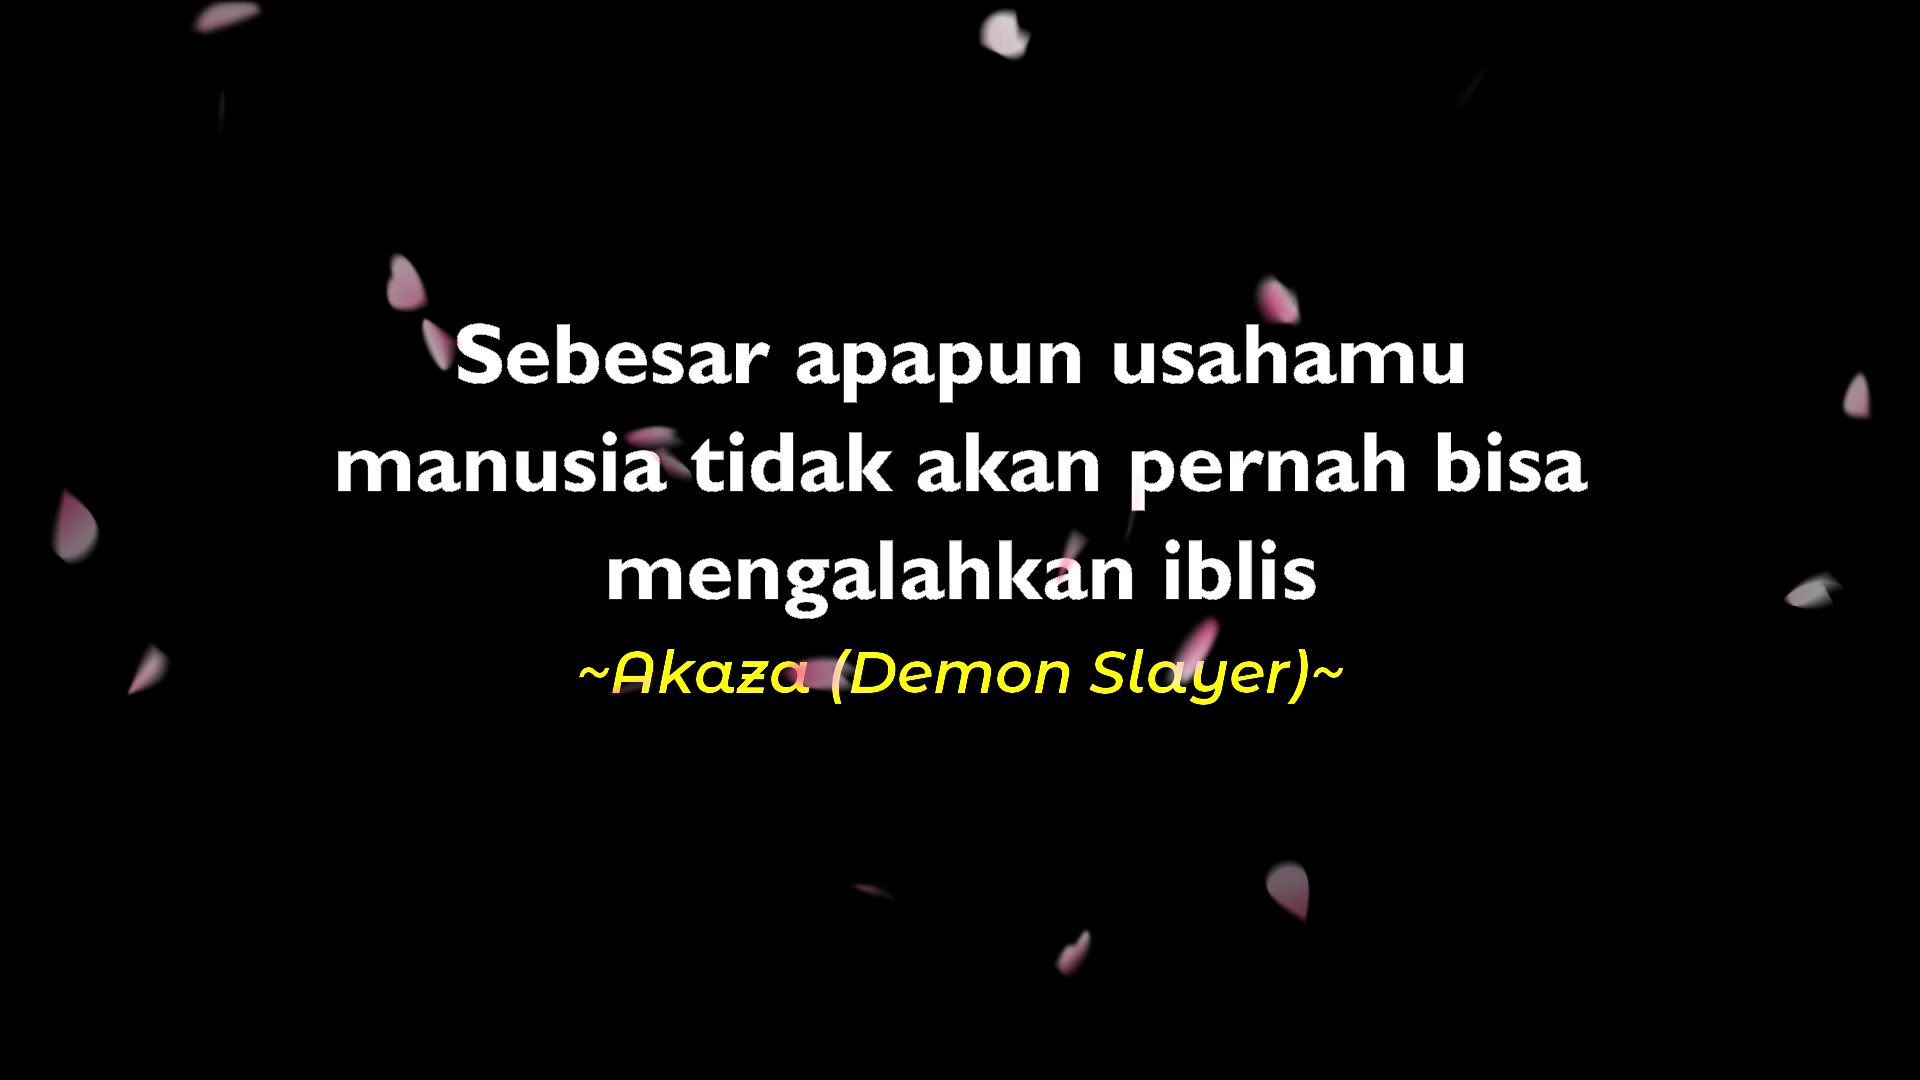 Sebesar apapun usahamu
manusia tidak akan pernah bisa
mengalahkan iblis
~Akaza (Demon Slayer)~